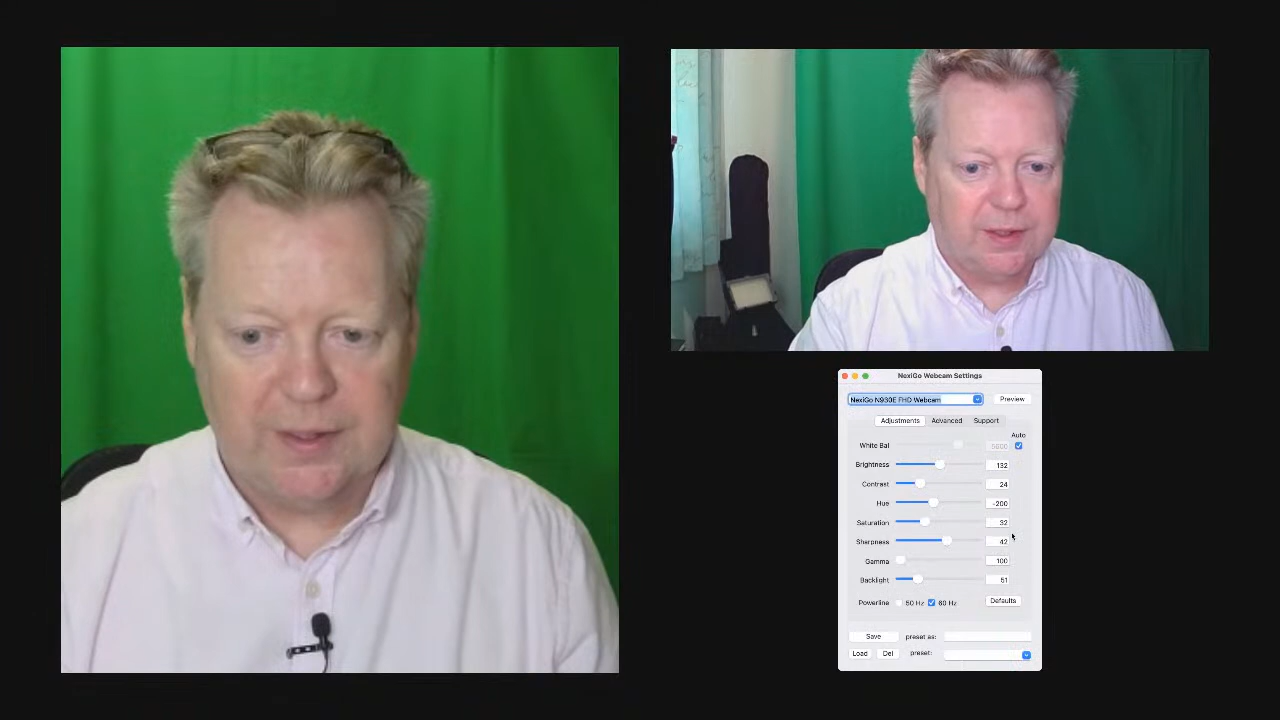 NexiGo Webcam Settings
NexiGo N930E FHD Webcam
Preview
Adjustments Advanced Support
Auto
White Bal 5600
Brightness 132
Contrast 24
Hue -200
Saturation 32
Sharpness 42
Gamma 100
Backlight 51
Powerline 50 Hz 60 Hz Defaults
Save preset as:
Load Del preset: